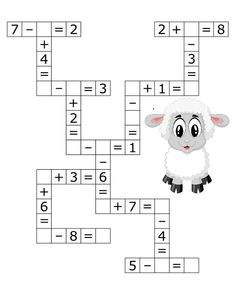 7 − = 2 2 + = 8
+ −
4 3
= − = 3 + 1 = =
+ −
2
= − = 1
−
+ 3 = 6
+ =
6 + 7 =
= −
− 8 = 4
=
5 − =